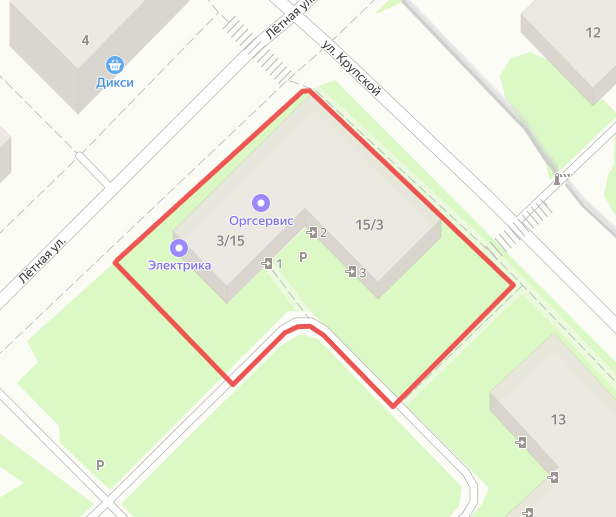 Лётная ул.
4
Дикси
ул. Крупской
12
Оргсервис
3/15
15/3
2
Электрика
1
Р
3
Лётная ул.
13
Р